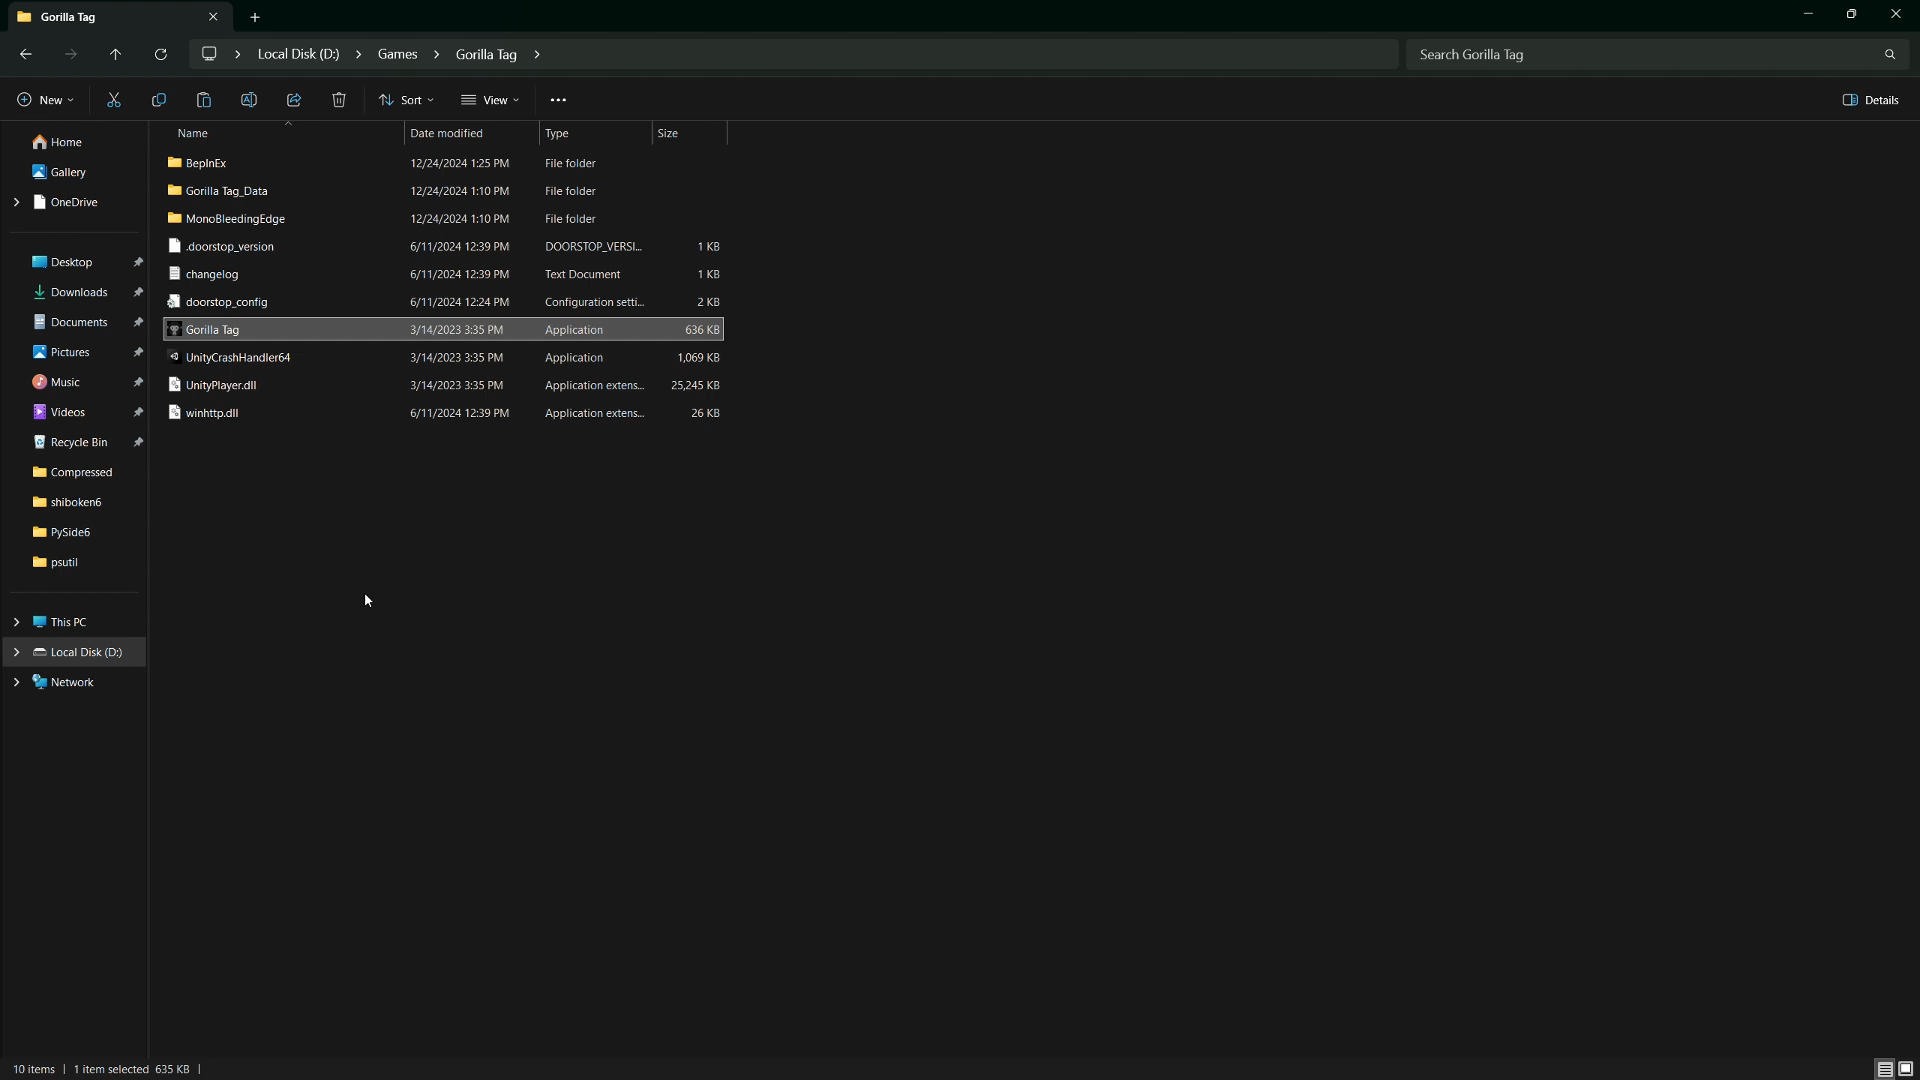 Gorilla Tag
Local Disk (D:) Games Gorilla Tag
Search Gorilla Tag
New Sort View Details
Name Date modified Type Size
Home
Gallery
OneDrive
Desktop
Downloads
Documents
Pictures
Music
Videos
Recycle Bin
Compressed
shiboken6
PySide6
psutil
This PC
Local Disk (D:)
Network
BepInEx 12/24/2024 1:25 PM File folder
Gorilla Tag_Data 12/24/2024 1:10 PM File folder
MonoBleedingEdge 12/24/2024 1:10 PM File folder
.doorstop_version 6/11/2024 12:39 PM DOORSTOP_VERSI... 1 KB
changelog 6/11/2024 12:39 PM Text Document 1 KB
doorstop_config 6/11/2024 12:24 PM Configuration setti... 2 KB
Gorilla Tag 3/14/2023 3:35 PM Application 636 KB
UnityCrashHandler64 3/14/2023 3:35 PM Application 1,069 KB
UnityPlayer.dll 3/14/2023 3:35 PM Application extens... 25,245 KB
winhttp.dll 6/11/2024 12:39 PM Application extens... 26 KB
10 items 1 item selected 635 KB